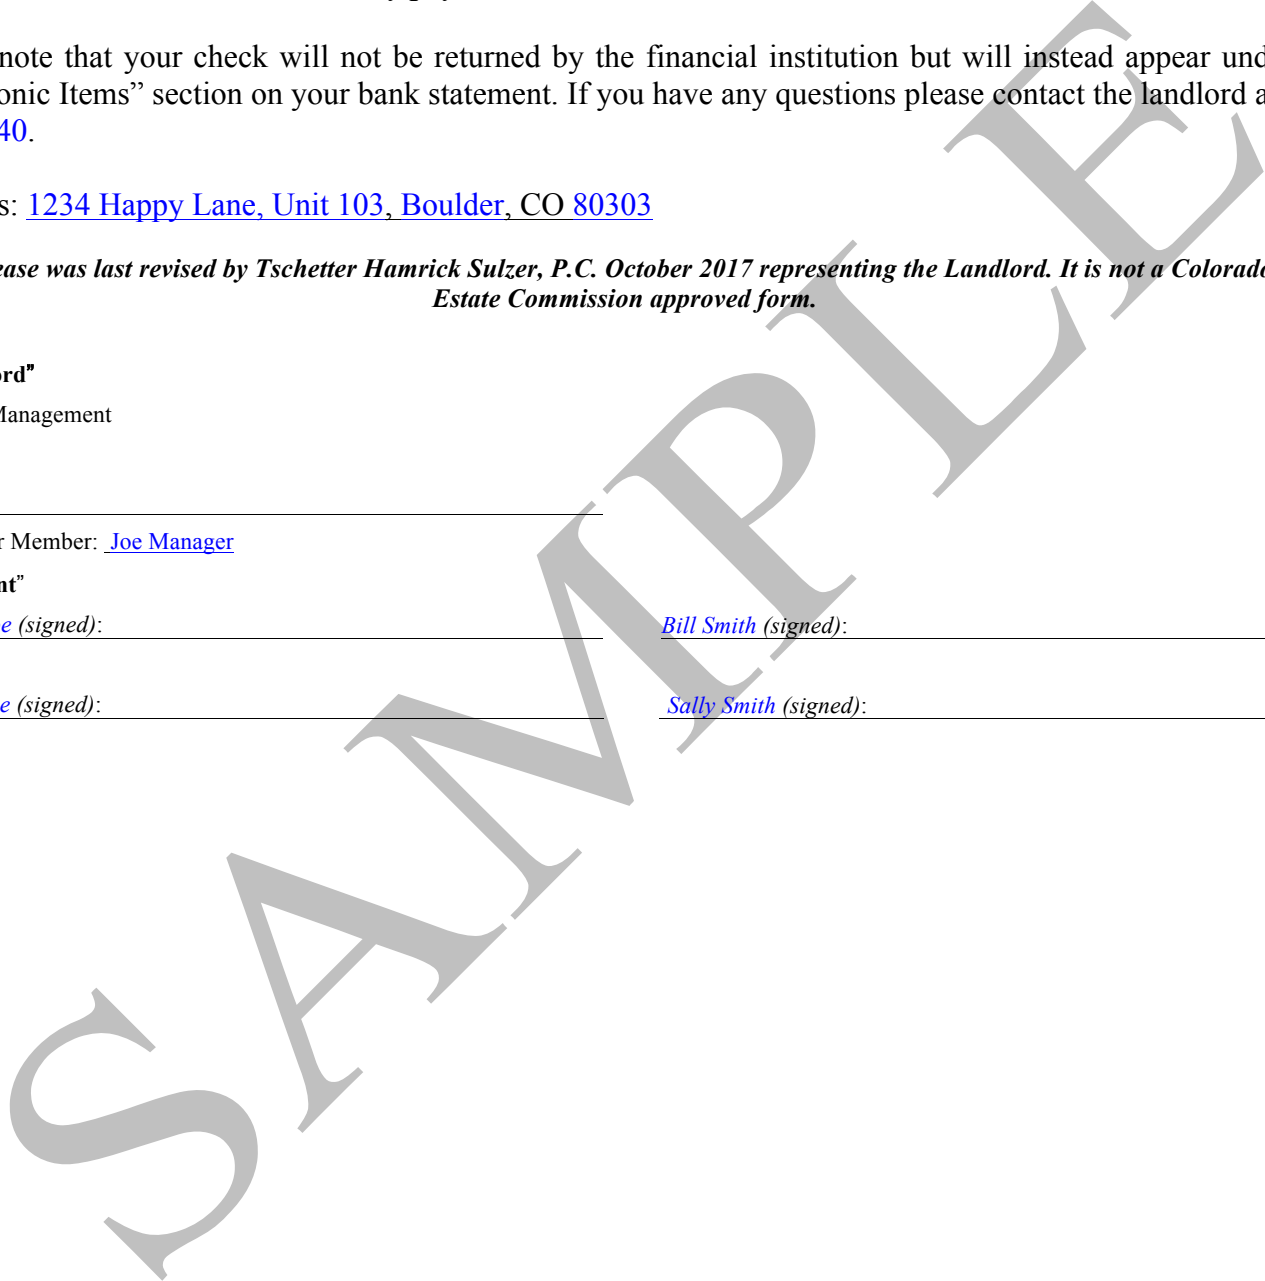 note that your check will not be returned by the financial institution but will instead appear und
onic Items” section on your bank statement. If you have any questions please contact the landlord a
40.
s: 1234 Happy Lane, Unit 103, Boulder, CO 80303
ease was last revised by Tschetter Hamrick Sulzer, P.C. October 2017 representing the Landlord. It is not a Colorado
Estate Commission approved form.
ord”
Management
r Member: Joe Manager
nt”
e (signed):
Bill Smith (signed):
e (signed):
Sally Smith (signed):
SAMPLE